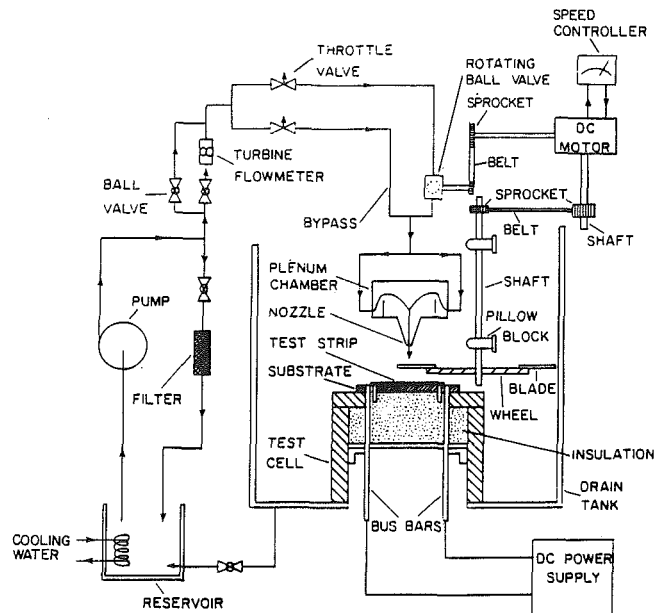 SPEED
CONTROLLER
THROTTLE
VALVE
ROTATING
BALL VALVE
SPROCKET
DC
MOTOR
BELT
TURBINE
FLOWMETER
BALL
VALVE
BYPASS
SPROCKET
BELT
SHAFT
PLENUM
CHAMBER
SHAFT
NOZZLE
PUMP
PILLOW
BLOCK
TEST STRIP
SUBSTRATE
BLADE
WHEEL
FILTER
TEST
CELL
INSULATION
DRAIN
TANK
BUS BARS
COOLING
WATER
DC POWER
SUPPLY
RESERVOIR